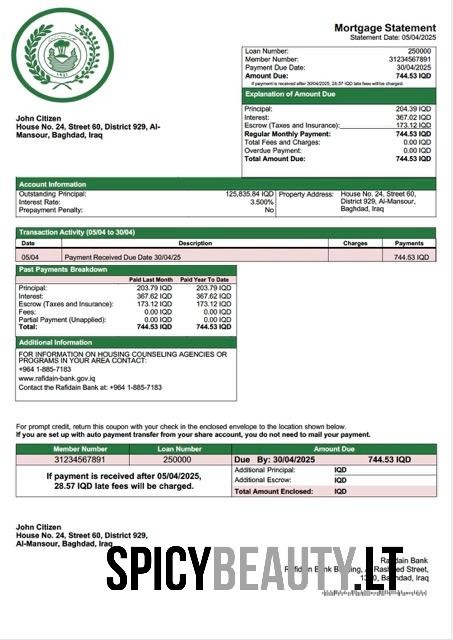 Mortgage Statement
Statement Date: 05/04/2025
Loan Number: 250000
Member Number: 31234567891
Payment Due Date: 30/04/2025
Amount Due: 744.53 IQD
If payment is received after 30/04/2025, 28.57 IQD late fees will be charged.
Explanation of Amount Due
Principal: 204.39 IQD
Interest: 367.02 IQD
Escrow (Taxes and Insurance): 173.12 IQD
Regular Monthly Payment: 744.53 IQD
Total Fees and Charges: 0.00 IQD
Overdue Payment: 0.00 IQD
Total Amount Due: 744.53 IQD
John Citizen
House No. 24, Street 60, District 929, Al-
Mansour, Baghdad, Iraq
Account Information
Outstanding Principal: 125,835.84 IQD
Interest Rate: 3.500%
Prepayment Penalty: No
Property Address: House No. 24, Street 60,
District 929, Al-Mansour,
Baghdad, Iraq
Transaction Activity (05/04 to 30/04)
Date Description Charges Payments
05/04 Payment Received Due Date 30/04/25 744.53 IQD
Past Payments Breakdown
Paid Last Month Paid Year To Date
Principal: 203.79 IQD 203.79 IQD
Interest: 367.62 IQD 367.62 IQD
Escrow (Taxes and Insurance): 173.12 IQD 173.12 IQD
Fees: 0.00 IQD 0.00 IQD
Partial Payment (Unapplied): 0.00 IQD 0.00 IQD
Total: 744.53 IQD 744.53 IQD
Additional Information
FOR INFORMATION ON HOUSING COUNSELING AGENCIES OR
PROGRAMS IN YOUR AREA CONTACT:
+964 1-885-7183
www.rafidain-bank.gov.iq
Contact the Rafidain Bank at: +964 1-885-7183
For prompt credit, return this coupon with your check in the enclosed envelope to the location shown below.
If you are set up with auto payment transfer from your share account, you do not need to mail your payment.
Member Number Loan Number Amount Due
31234567891 250000 Due By: 30/04/2025 744.53 IQD
If payment is received after 05/04/2025,
28.57 IQD late fees will be charged.
Additional Principal: IQD
Additional Escrow: IQD
Total Amount Enclosed: IQD
John Citizen
House No. 24, Street 60, District 929,
Al-Mansour, Baghdad, Iraq
SPICYBEAUTY.LT
Rafidain Bank
Rafidain Bank Street,
Baghdad, Iraq